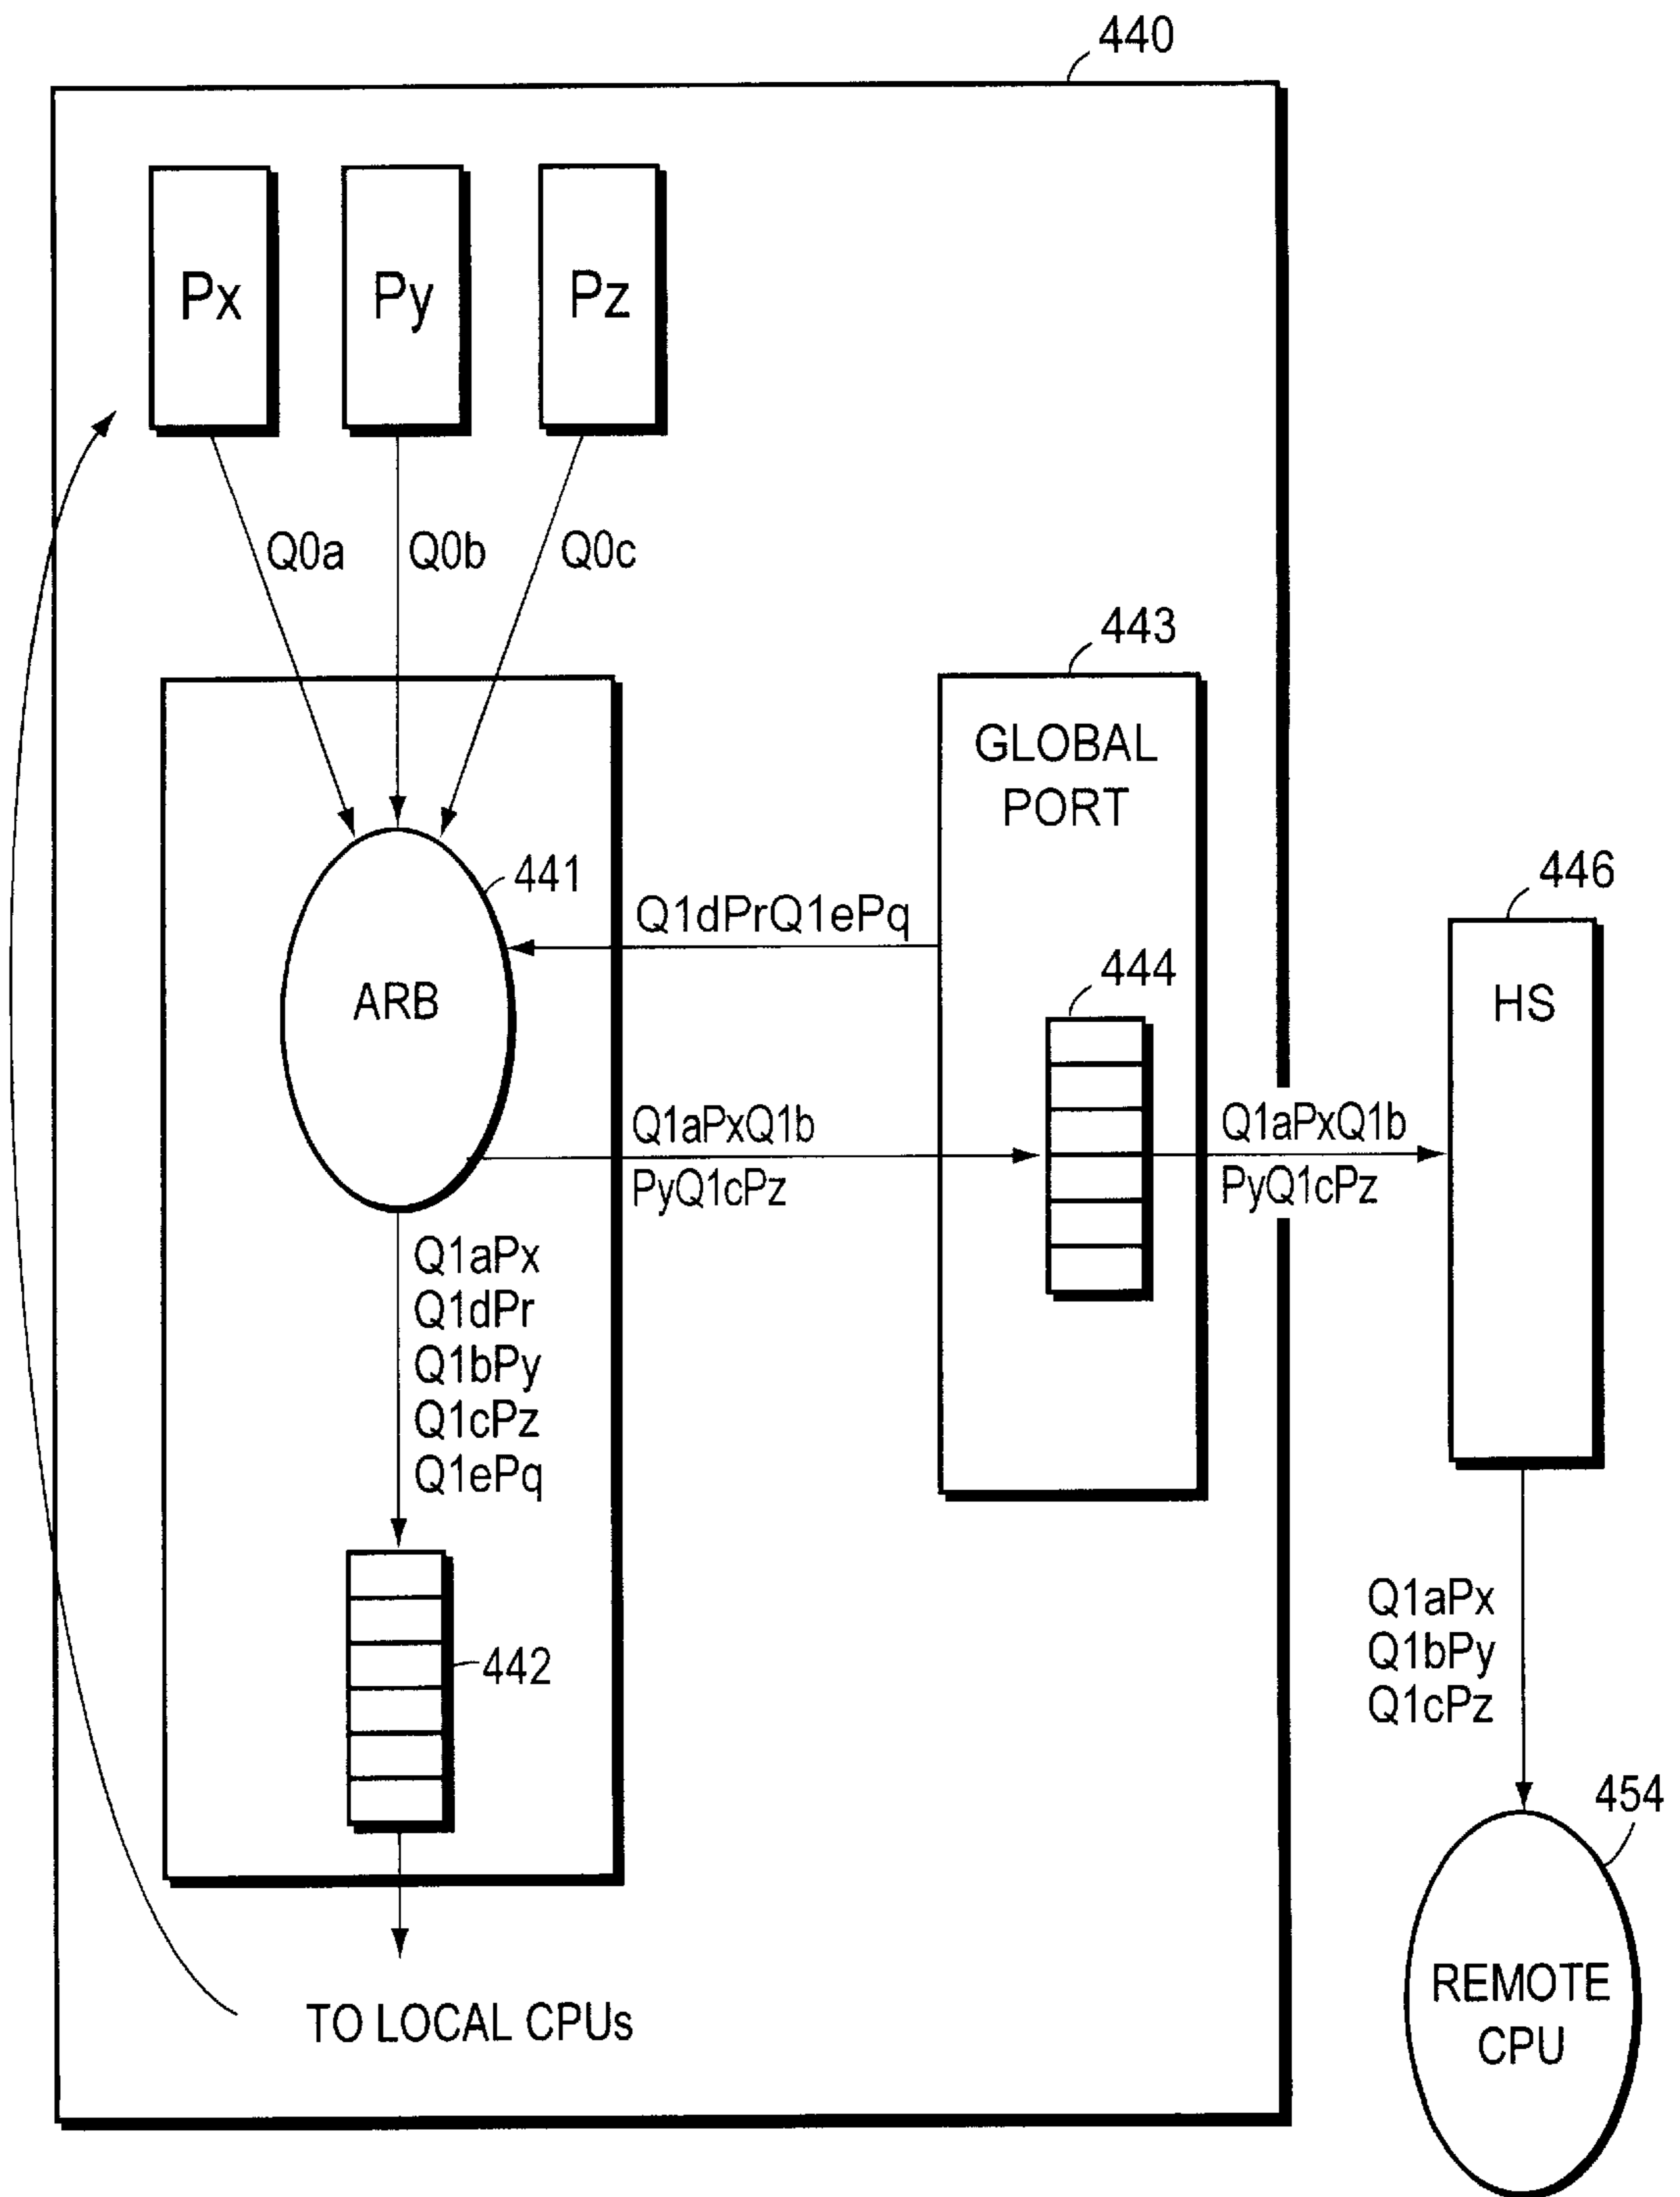 440
Px
Py
Pz
Q0a
Q0b
Q0c
443
GLOBAL
PORT
446
HS
441
ARB
Q1dPrQ1ePq
444
Q1aPxQ1b
PyQ1cPz
Q1aPxQ1b
PyQ1cPz
Q1aPx
Q1dPr
Q1bPy
Q1cPz
Q1ePq
442
Q1aPx
Q1bPy
Q1cPz
454
REMOTE
CPU
TO LOCAL CPUs